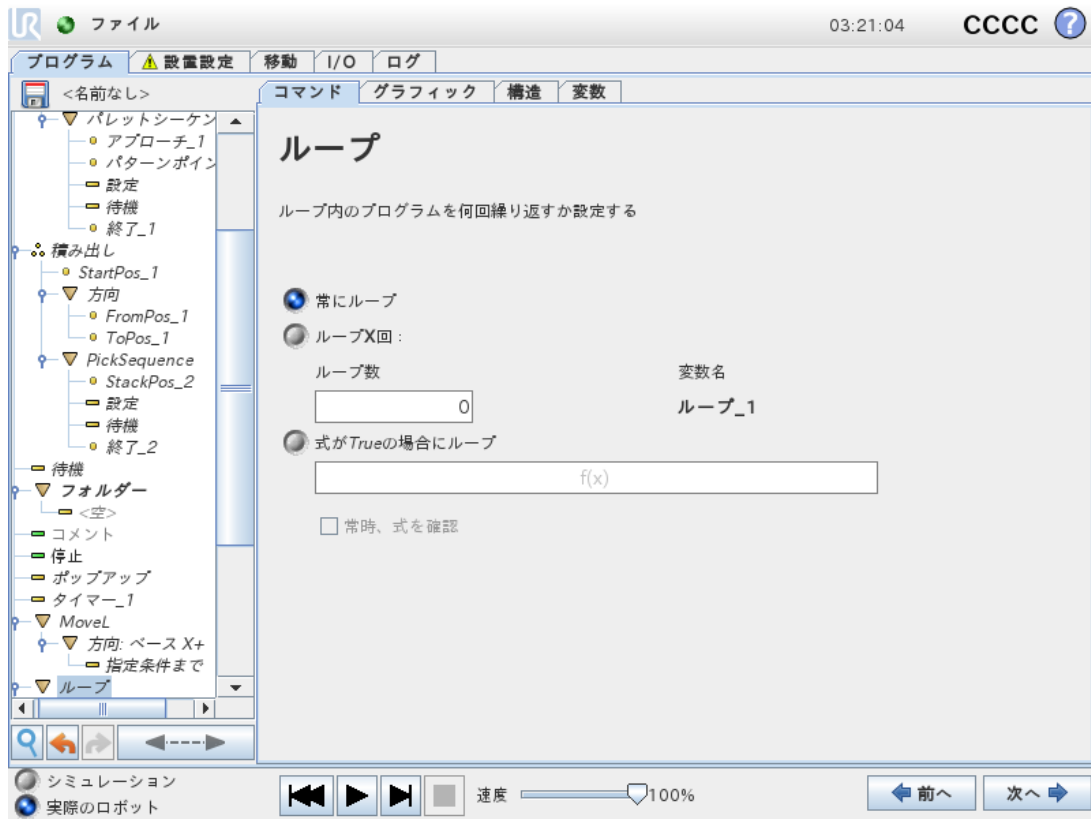 UR ファイル 03:21:04 CCCC ?
プログラム 設置設定 移動 I/O ログ
<名前なし>
コマンド グラフィック 構造 変数
パレットシーケン
アプローチ_1
パターンポイン
設定
待機
終了_1
積み出し
StartPos_1
方向
FromPos_1
ToPos_1
PickSequence
StackPos_2
設定
待機
終了_2
待機
フォルダー
<空>
コメント
停止
ポップアップ
タイマー_1
MoveL
方向: ベース X+
指定条件まで
ループ
ループ
ループ内のプログラムを何回繰り返すか設定する
常にループ
ループX回 :
ループ数 変数名
0 ループ_1
式がTrueの場合にループ
f(x)
常時、式を確認
シミュレーション
実際のロボット
速度 100%
前へ 次へ